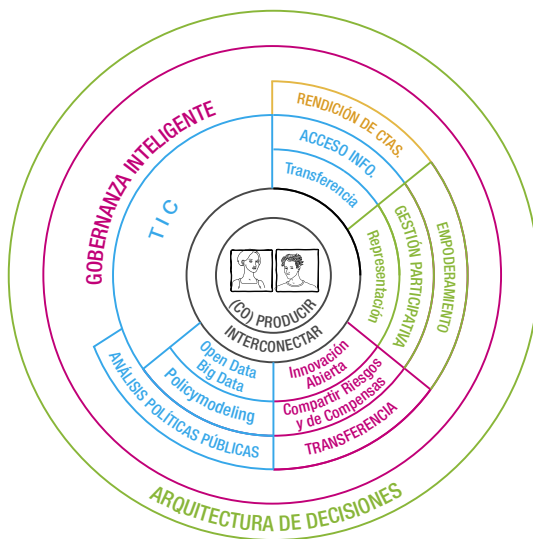 GOBERNANZA INTELIGENTE
TIC
RENDICIÓN DE CTAS.
ACCESO INFO.
Transferencia
EMPODERAMIENTO
GESTIÓN PARTICIPATIVA
Representación
(CO) PRODUCIR
INTERCONECTAR
Open Data
Big Data
Policymodeling
ANÁLISIS POLÍTICAS PÚBLICAS
Innovación
Abierta
Compartir Riesgos
y de Compensas
TRANSFERENCIA
ARQUITECTURA DE DECISIONES